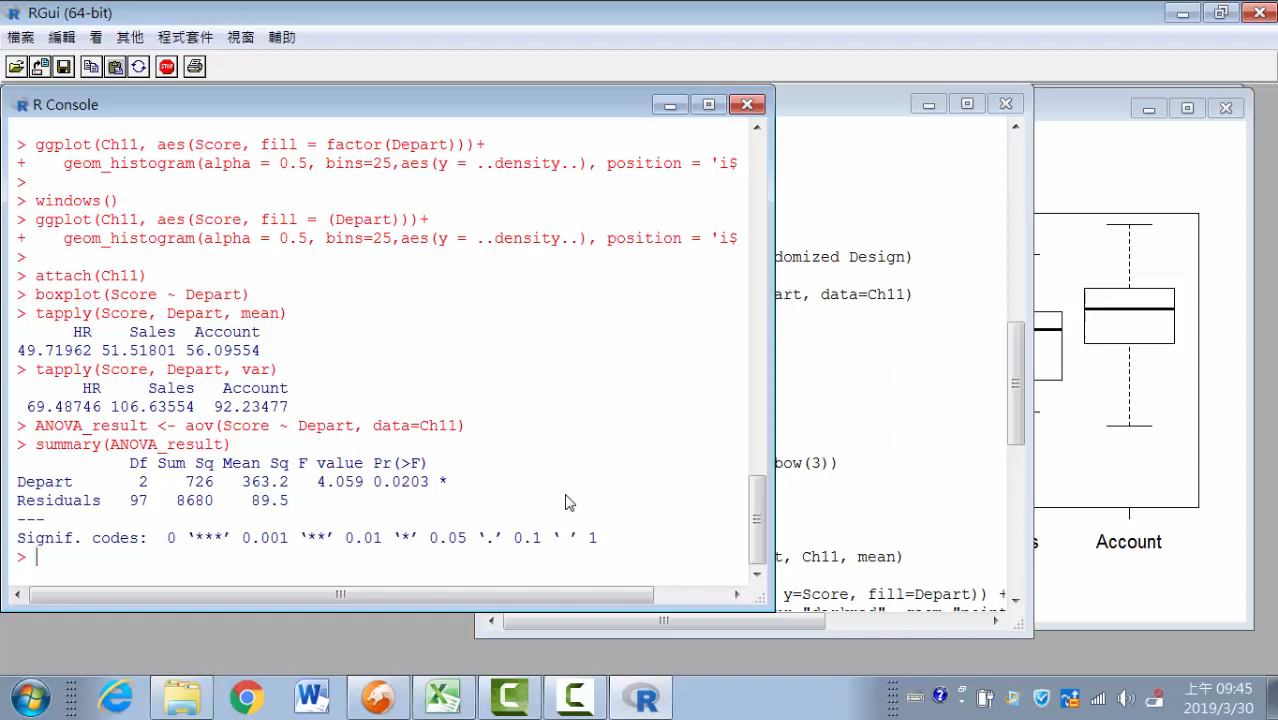 RGui (64-bit)
檔案 編輯 看 其他 程式套件 視窗 輔助
STOP
R Console
> ggplot(Ch11, aes(Score, fill = factor(Depart)))+
+    geom_histogram(alpha = 0.5, bins=25,aes(y = ..density..), position = 'i$
>
> windows()
> ggplot(Ch11, aes(Score, fill = (Depart)))+
+    geom_histogram(alpha = 0.5, bins=25,aes(y = ..density..), position = 'i$
>
> attach(Ch11)
> boxplot(Score ~ Depart)
> tapply(Score, Depart, mean)
HR Sales Account
49.71962 51.51801 56.09554
> tapply(Score, Depart, var)
HR Sales Account
69.48746 106.63554 92.23477
> ANOVA_result <- aov(Score ~ Depart, data=Ch11)
> summary(ANOVA_result)
Df Sum Sq Mean Sq F value Pr(>F)
Depart 2 726 363.2 4.059 0.0203 *
Residuals 97 8680 89.5
---
Signif. codes: 0 ‘***’ 0.001 ‘**’ 0.01 ‘*’ 0.05 ‘.’ 0.1 ‘ ’ 1
>
domized Design)
art, data=Ch11)
bow(3))
t, Ch11, mean)
y=Score, fill=Depart)) +
s Account
上午 09:45
2019/3/30